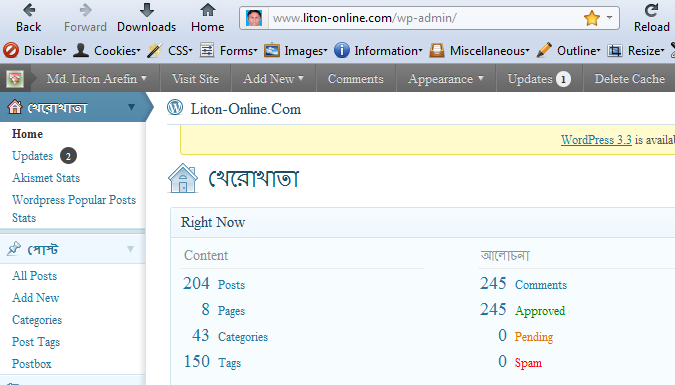 Back Forward Downloads Home www.liton-online.com/wp-admin/ Reload
Disable Cookies CSS Forms Images Information Miscellaneous Outline Resize
Md. Liton Arefin Visit Site Add New Comments Appearance Updates 1 Delete Cache
খেরোখাতা
Liton-Online.Com
Home
Updates 2
Akismet Stats
Wordpress Popular Posts
Stats
WordPress 3.3 is availa
খেরোখাতা
Right Now
পোস্ট
All Posts
Add New
Categories
Post Tags
Postbox
Content আলোচনা
204 Posts 245 Comments
8 Pages 245 Approved
43 Categories 0 Pending
150 Tags 0 Spam